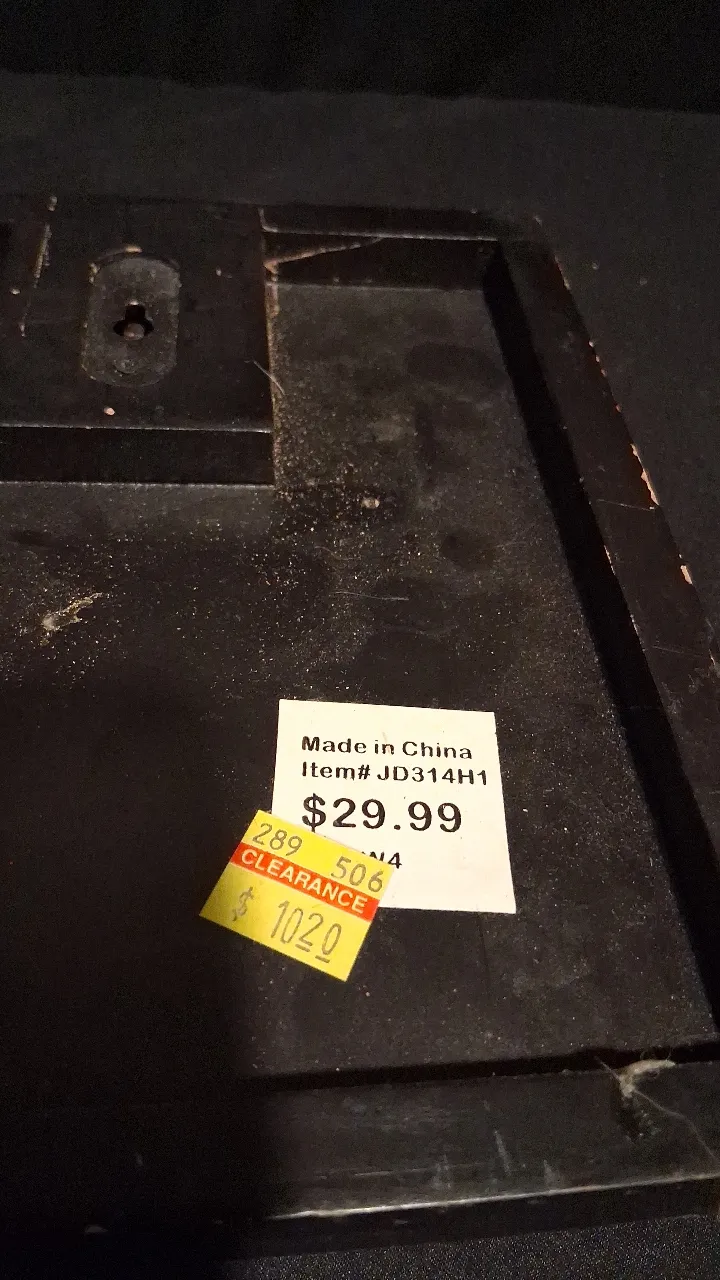 Made in China
Item# JD314H1
$29.99
289 506
CLEARANCE
$ 1020